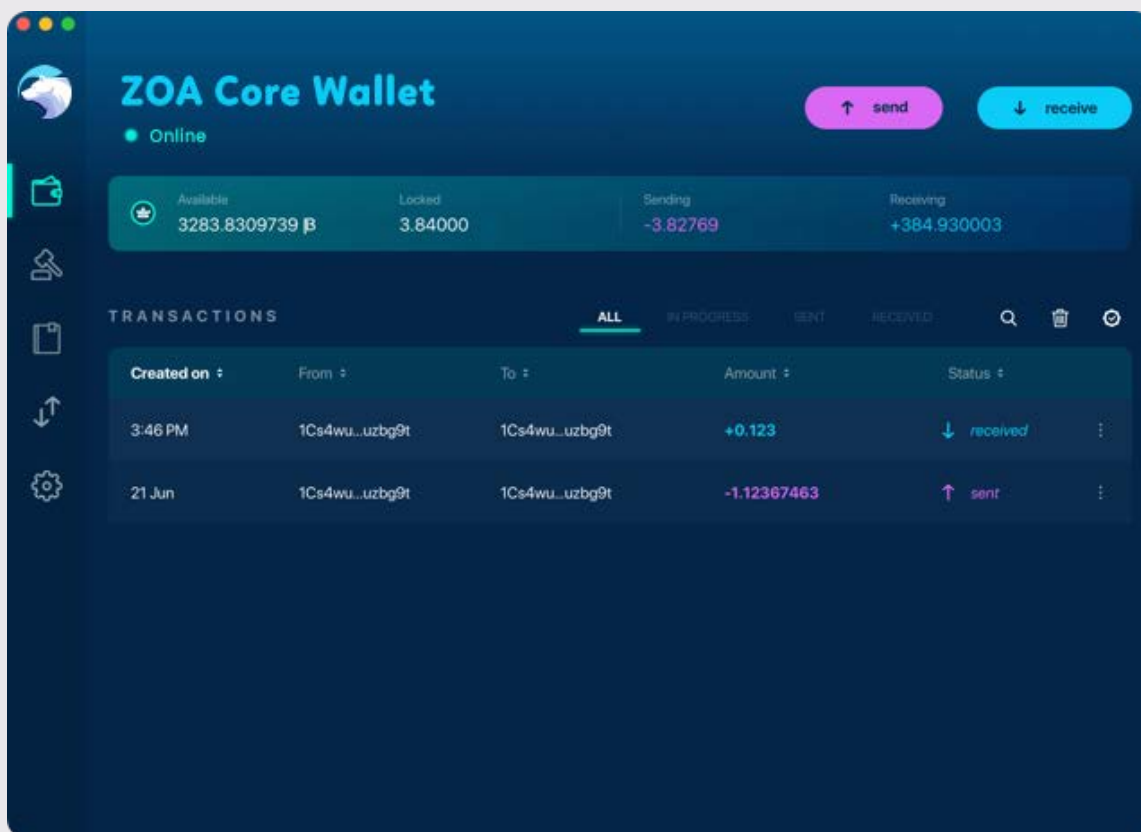 ZOA Core Wallet
Online
↑ send
↓ receive
Available Locked Sending Receiving
3283.8309739 ₿ 3.84000 -3.82769 +384.930003
TRANSACTIONS ALL IN PROGRESS SENT RECEIVED
Created on From To Amount Status
3:46 PM 1Cs4wu...uzbg9t 1Cs4wu...uzbg9t +0.123 ↓ received
21 Jun 1Cs4wu...uzbg9t 1Cs4wu...uzbg9t -1.12367463 ↑ sent